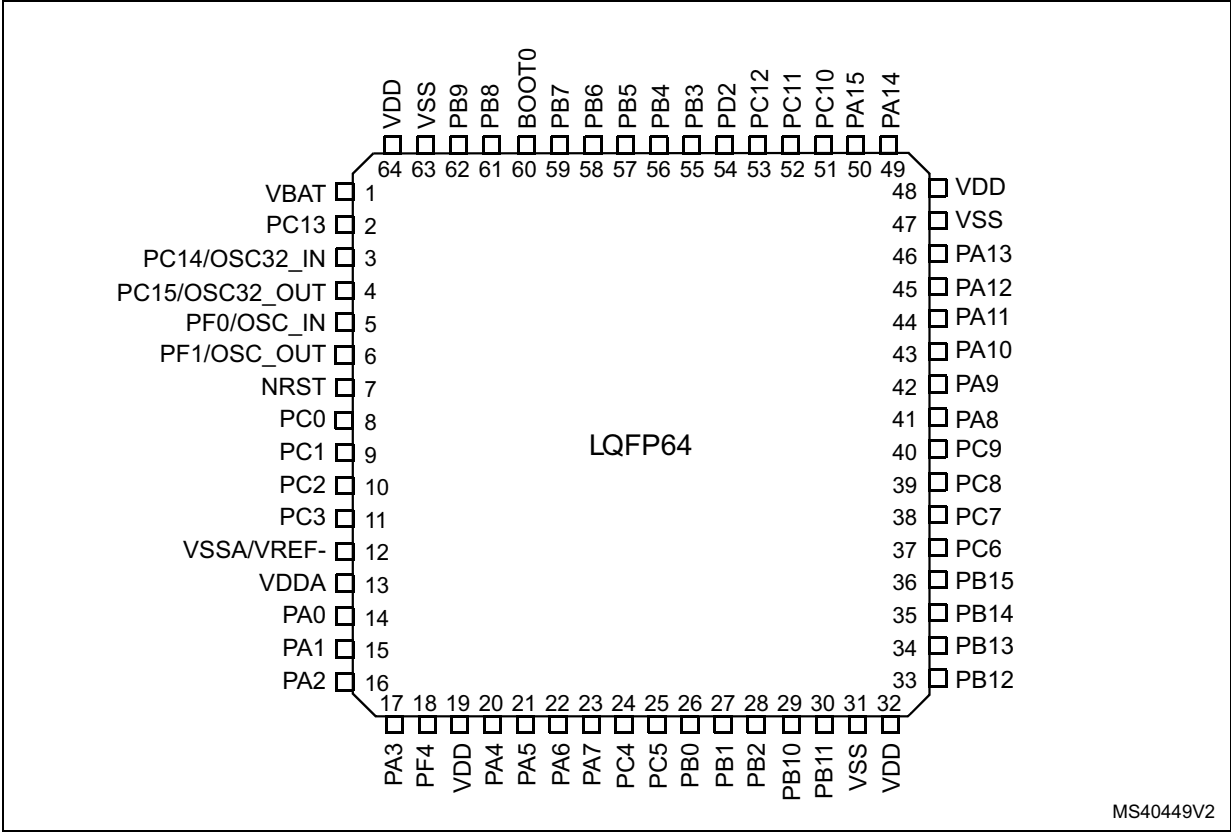 VDD
VSS
PB9
PB8
BOOT0
PB7
PB6
PB5
PB4
PB3
PD2
PC12
PC11
PC10
PA15
PA14
64 63 62 61 60 59 58 57 56 55 54 53 52 51 50 49
VBAT 1
PC13 2
PC14/OSC32_IN 3
PC15/OSC32_OUT 4
PF0/OSC_IN 5
PF1/OSC_OUT 6
NRST 7
PC0 8
PC1 9
PC2 10
PC3 11
VSSA/VREF- 12
VDDA 13
PA0 14
PA1 15
PA2 16
LQFP64
48 VDD
47 VSS
46 PA13
45 PA12
44 PA11
43 PA10
42 PA9
41 PA8
40 PC9
39 PC8
38 PC7
37 PC6
36 PB15
35 PB14
34 PB13
33 PB12
17 18 19 20 21 22 23 24 25 26 27 28 29 30 31 32
PA3
PF4
VDD
PA4
PA5
PA6
PA7
PC4
PC5
PB0
PB1
PB2
PB10
PB11
VSS
VDD
MS40449V2